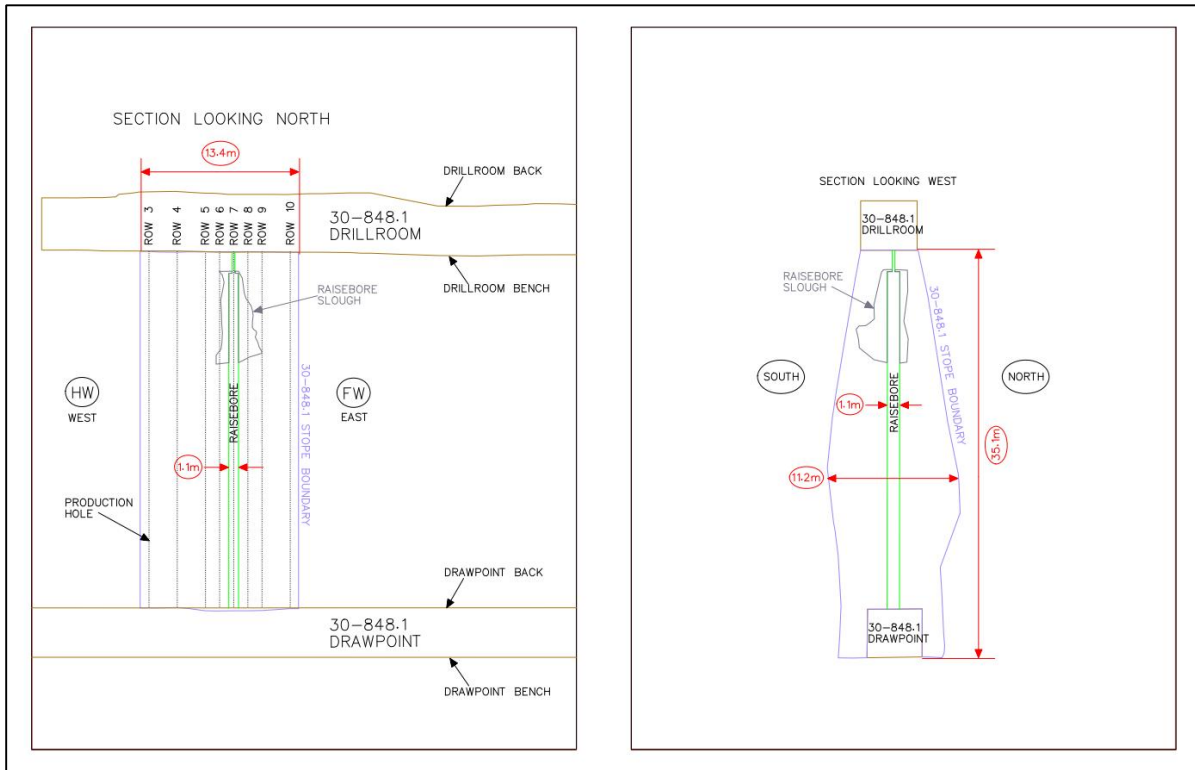 SECTION LOOKING NORTH
13.4m
DRILLROOM BACK
ROW 3
ROW 4
ROW 5
ROW 6
ROW 7
ROW 8
ROW 9
ROW 10
30-848.1
DRILLROOM
RAISEBORE
SLOUGH
DRILLROOM BENCH
HW
WEST
FW
EAST
RAISEBORE
30-848.1 STOPE BOUNDARY
1.1m
PRODUCTION
HOLE
DRAWPOINT BACK
30-848.1
DRAWPOINT
DRAWPOINT BENCH
SECTION LOOKING WEST
30-848.1
DRILLROOM
RAISEBORE
SLOUGH
30-848.1 STOPE BOUNDARY
SOUTH
NORTH
RAISEBORE
1.1m
35.1m
11.2m
30-848.1
DRAWPOINT